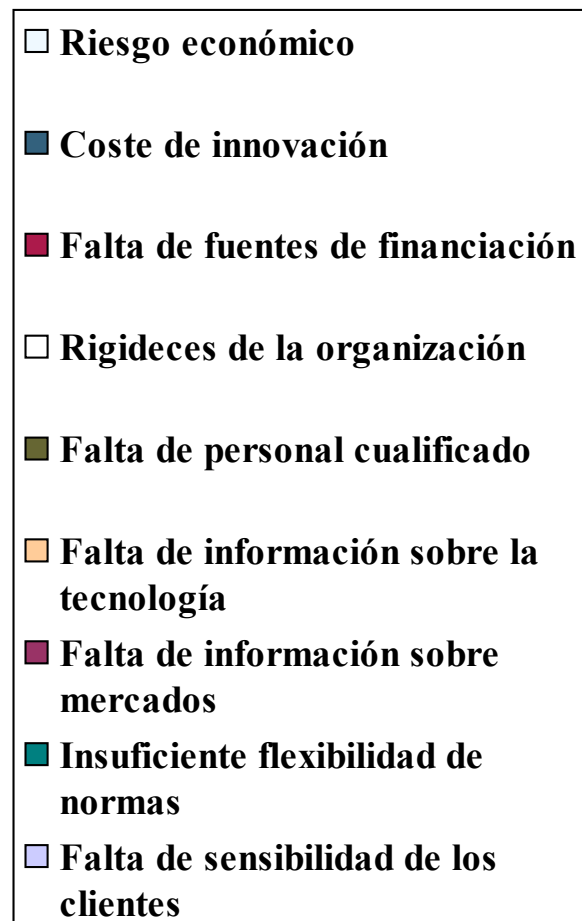 Riesgo económico
Coste de innovación
Falta de fuentes de financiación
Rigideces de la organización
Falta de personal cualificado
Falta de información sobre la
tecnología
Falta de información sobre
mercados
Insuficiente flexibilidad de
normas
Falta de sensibilidad de los
clientes